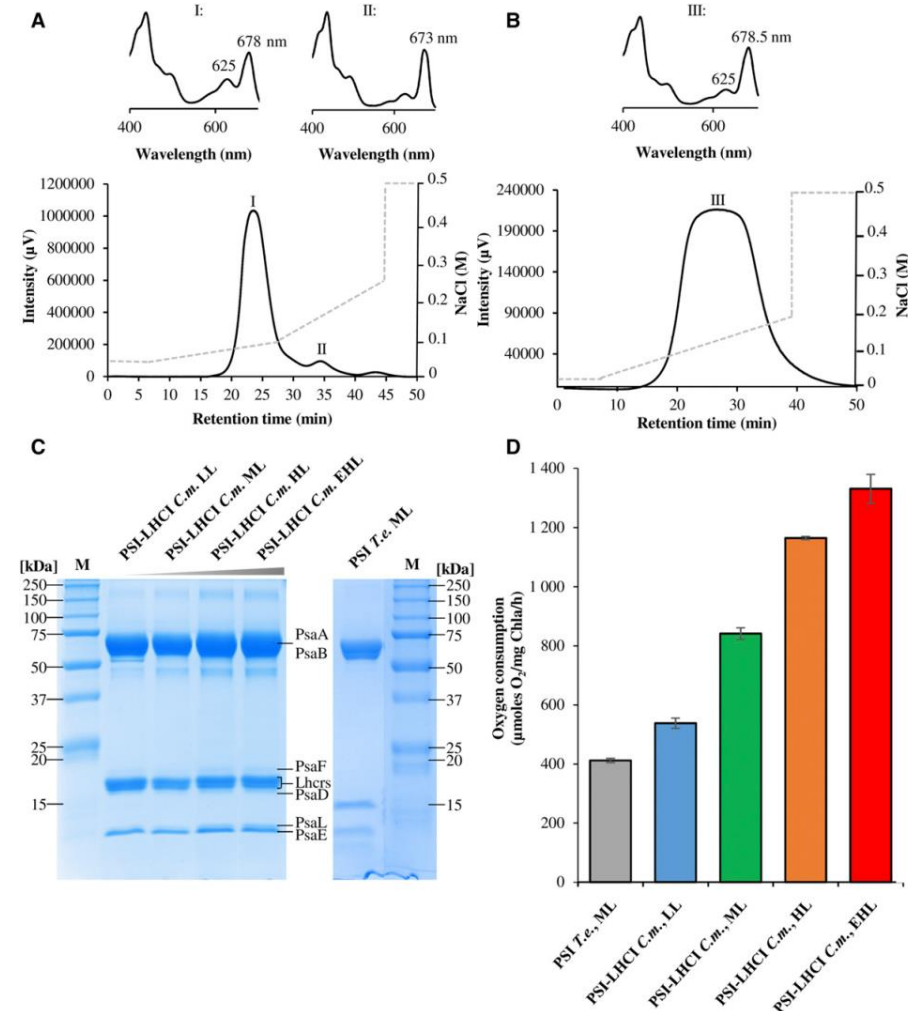 A
I:
678 nm
625
400
600
Wavelength (nm)
II:
673 nm
400
600
Wavelength (nm)
1200000
1000000
800000
600000
400000
200000
0
Intensity (µV)
I
II
0.5
0.4
0.3
0.2
0.1
0
NaCl (M)
0 5 10 15 20 25 30 35 40 45 50
Retention time (min)
B
III:
678.5 nm
625
400
600
Wavelength (nm)
240000
190000
140000
90000
40000
Intensity (µV)
III
0.5
0.4
0.3
0.2
0.1
0
NaCl (M)
0 10 20 30 40 50
Retention time (min)
C
PSI-LHCI C.m. LL
PSI-LHCI C.m. ML
PSI-LHCI C.m. HL
PSI-LHCI C.m. EHL
PSI T.e. ML
[kDa] M
250
150
100
75
50
37
25
20
15
PsaA
PsaB
PsaF
Lhcrs
PsaD
PsaL
PsaE
M [kDa]
250
150
100
75
50
37
25
20
15
D
1 400
1200
1 000
800
600
400
200
0
Oxygen consumption
(µmoles O₂/mg Chla/h)
PSI T.e., ML
PSI-LHCI C.m., LL
PSI-LHCI C.m., ML
PSI-LHCI C.m., HL
PSI-LHCI C.m., EHL